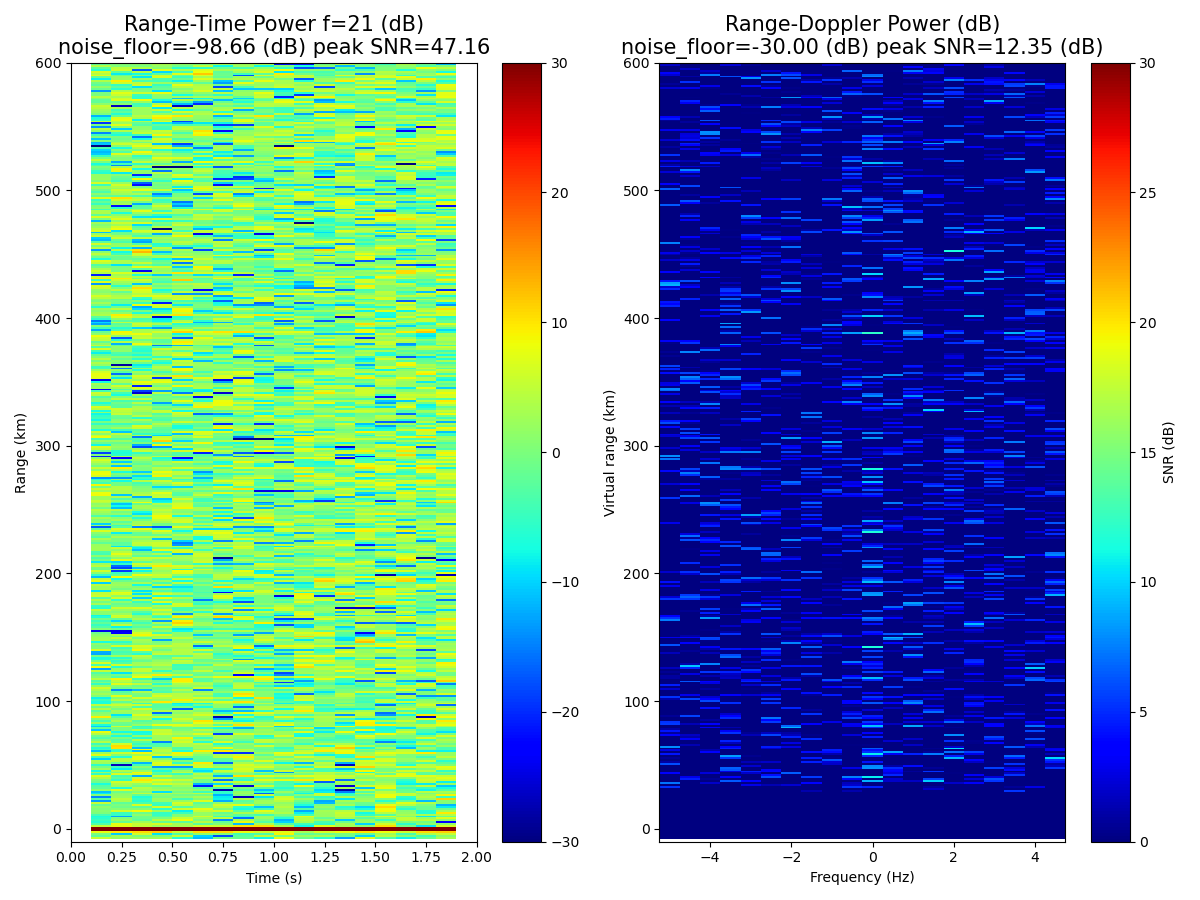 Range-Time Power f=21 (dB)
noise_floor=-98.66 (dB) peak SNR=47.16
Range (km)
600
500
400
300
200
100
0
0.00 0.25 0.50 0.75 1.00 1.25 1.50 1.75 2.00
Time (s)
30
20
10
0
−10
−20
−30
Range-Doppler Power (dB)
noise_floor=-30.00 (dB) peak SNR=12.35 (dB)
Virtual range (km)
600
500
400
300
200
100
0
−4 −2 0 2 4
Frequency (Hz)
30
25
20
15
10
5
0
SNR (dB)